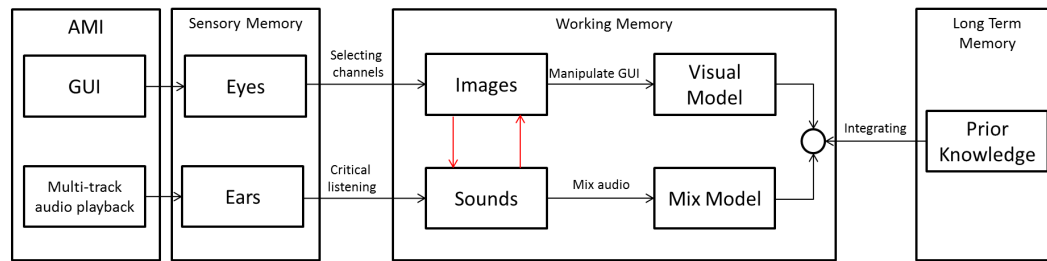 AMI
GUI
Multi-track
audio playback
Sensory Memory
Eyes
Ears
Selecting
channels
Critical
listening
Working Memory
Images
Sounds
Manipulate GUI
Mix audio
Visual
Model
Mix Model
Integrating
Long Term
Memory
Prior
Knowledge